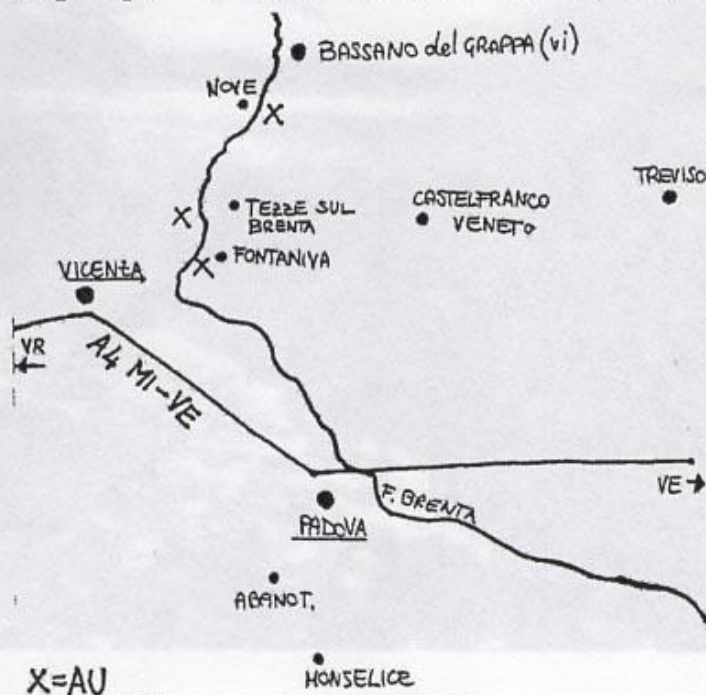 BASSANO del GRAPPA (vi)
NOVE
TREVISO
TEZZE SUL
BRENTA
CASTELFRANCO
VENETO
FONTANIVA
VICENZA
VR
A4 MI-VE
VE
F. BRENTA
PADOVA
ABANOT.
MONSELICE
X=AU